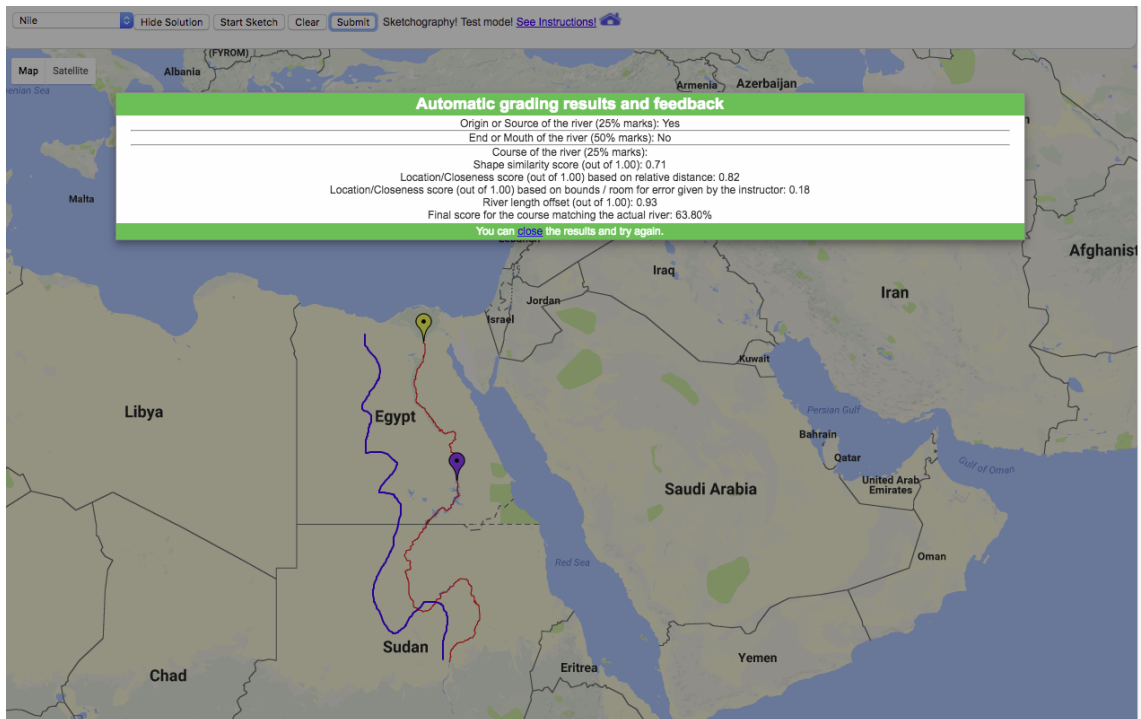 Nile Hide Solution Start Sketch Clear Submit Sketchography! Test mode! See Instructions!
(FYROM)
Map Satellite Albania Armenia Azerbaijan
enian Sea
Automatic grading results and feedback
Origin or Source of the river (25% marks): Yes
End or Mouth of the river (50% marks): No
Course of the river (25% marks):
Shape similarity score (out of 1.00): 0.71
Location/Closeness score (out of 1.00) based on relative distance: 0.82
Location/Closeness score (out of 1.00) based on bounds / room for error given by the instructor: 0.18
River length offset (out of 1.00): 0.93
Final score for the course matching the actual river: 63.80%
You can close the results and try again.
Malta
Lebanon
Afghanist
Iraq
Iran
Jordan
Israel
Kuwait
Libya
Egypt
Persian Gulf
Bahrain
Qatar
Gulf of Oman
United Arab
Emirates
Saudi Arabia
Oman
Red Sea
Sudan
Chad
Eritrea
Yemen